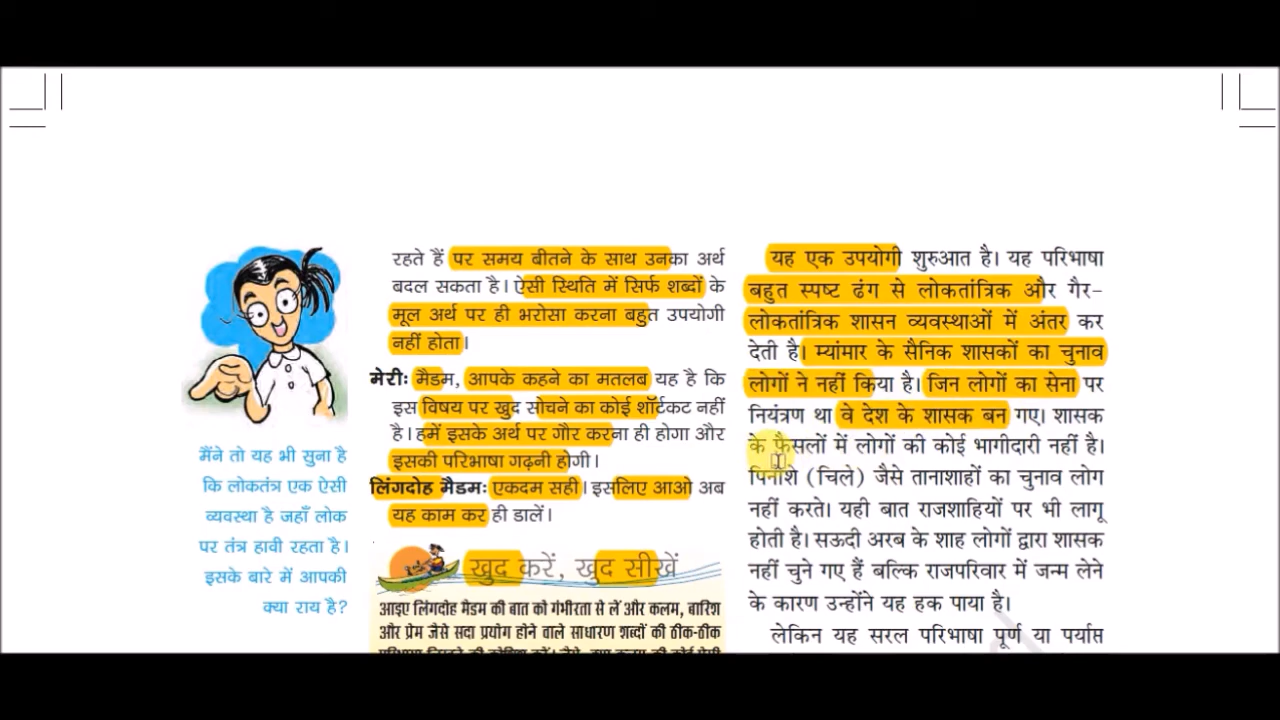 मैंने तो यह भी सुना है
कि लोकतंत्र एक ऐसी
व्यवस्था है जहाँ लोक
पर तंत्र हावी रहता है।
इसके बारे में आपकी
क्या राय है?
रहते हैं पर समय बीतने के साथ उनका अर्थ
बदल सकता है। ऐसी स्थिति में सिर्फ शब्दों के
मूल अर्थ पर ही भरोसा करना बहुत उपयोगी
नहीं होता।
मेरीः मैडम, आपके कहने का मतलब यह है कि
इस विषय पर खुद सोचने का कोई शॉर्टकट नहीं
है। हमें इसके अर्थ पर गौर करना ही होगा और
इसकी परिभाषा गढ़नी होगी।
लिंगदोह मैडमः एकदम सही। इसलिए आओ अब
यह काम कर ही डालें।
खुद करें, खुद सीखें
आइए लिंगदोह मैडम की बात को गंभीरता से लें और कलम, बारिश
और प्रेम जैसे सदा प्रयोग होने वाले साधारण शब्दों की ठीक-ठीक
यह एक उपयोगी शुरुआत है। यह परिभाषा
बहुत स्पष्ट ढंग से लोकतांत्रिक और गैर-
लोकतांत्रिक शासन व्यवस्थाओं में अंतर कर
देती है। म्यांमार के सैनिक शासकों का चुनाव
लोगों ने नहीं किया है। जिन लोगों का सेना पर
नियंत्रण था वे देश के शासक बन गए। शासक
के फ़ैसलों में लोगों की कोई भागीदारी नहीं है।
पिनोशे (चिले) जैसे तानाशाहों का चुनाव लोग
नहीं करते। यही बात राजशाहियों पर भी लागू
होती है। सऊदी अरब के शाह लोगों द्वारा शासक
नहीं चुने गए हैं बल्कि राजपरिवार में जन्म लेने
के कारण उन्होंने यह हक पाया है।
लेकिन यह सरल परिभाषा पूर्ण या पर्याप्त